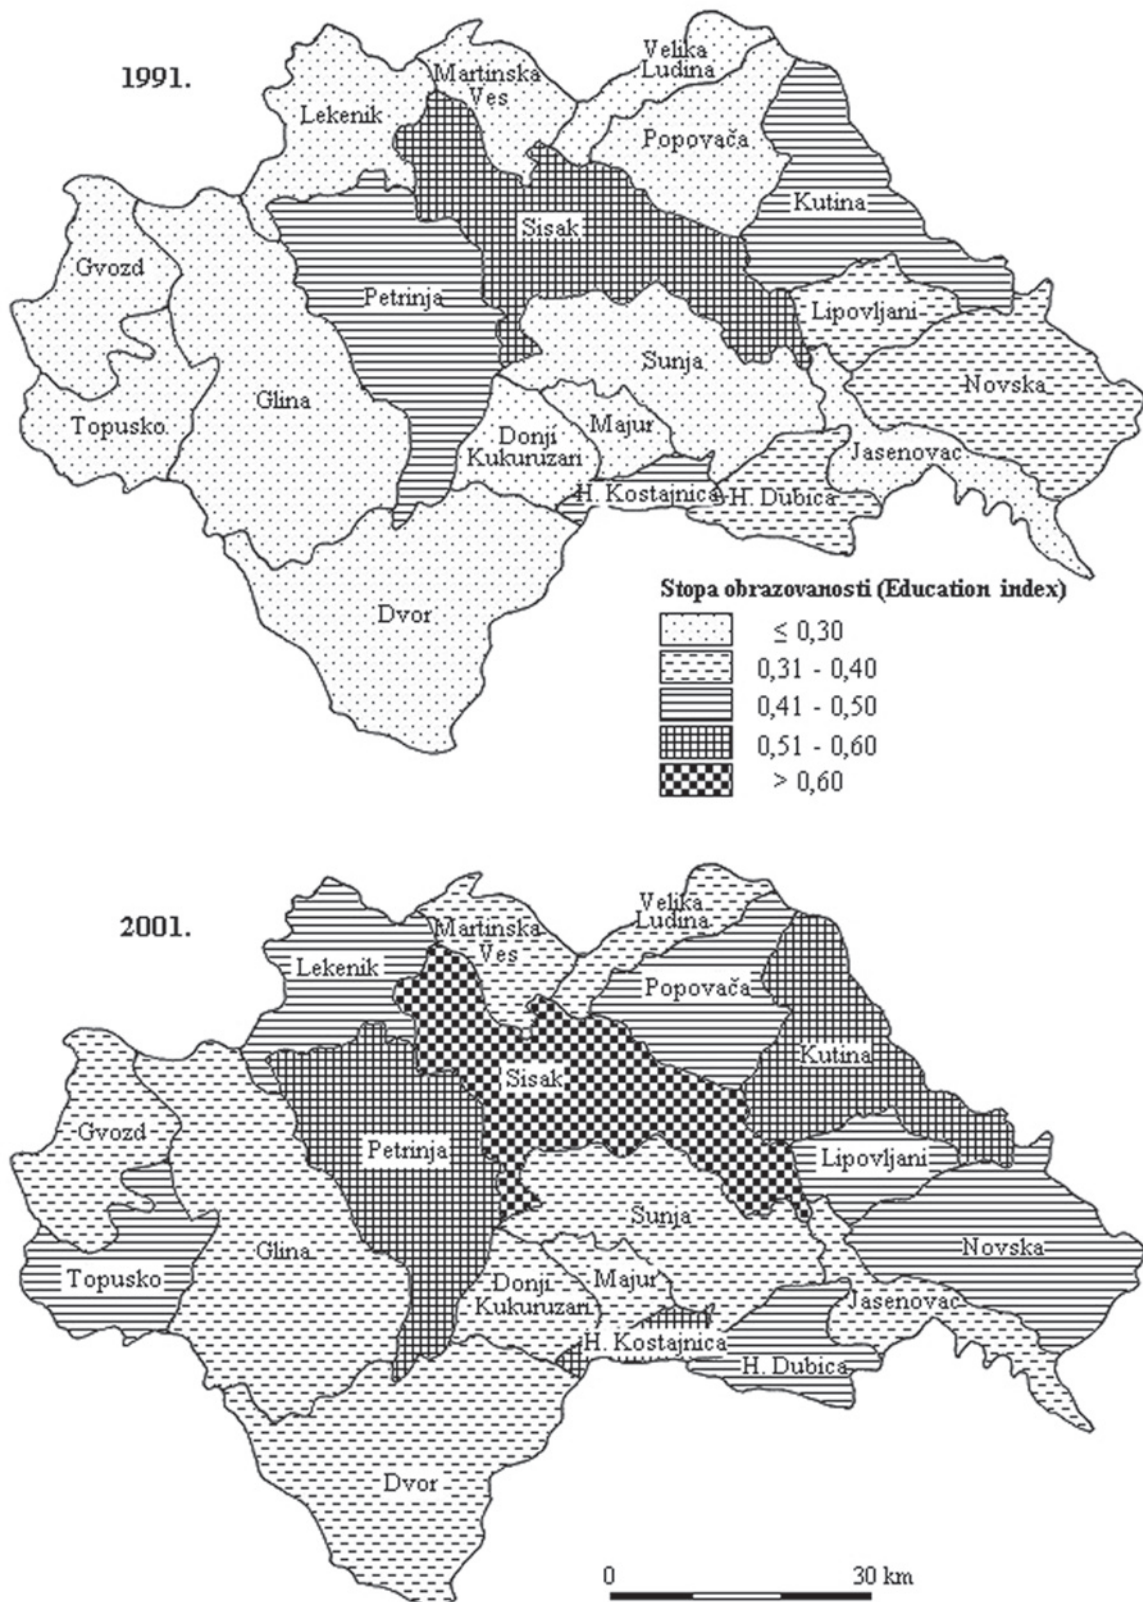 1991.
Velika
Ludina
Martinska
Ves
Lekenik
Popovača
Kutina
Sisak
Gvozd
Petrinja
Lipovljani
Sunja
Novska
Glina
Topusko
Majur
Donji
Kukuruzari
Jasenovac
H. Kostajnica
H. Dubica
Dvor
Stopa obrazovanosti (Education index)
≤ 0,30
0,31 - 0,40
0,41 - 0,50
0,51 - 0,60
> 0,60
2001.
Velika
Ludina
Martinska
Ves
Lekenik
Popovača
Kutina
Sisak
Gvozd
Petrinja
Lipovljani
Sunja
Novska
Glina
Topusko
Majur
Donji
Kukuruzari
Jasenovac
H. Kostajnica
H. Dubica
Dvor
0 30 km